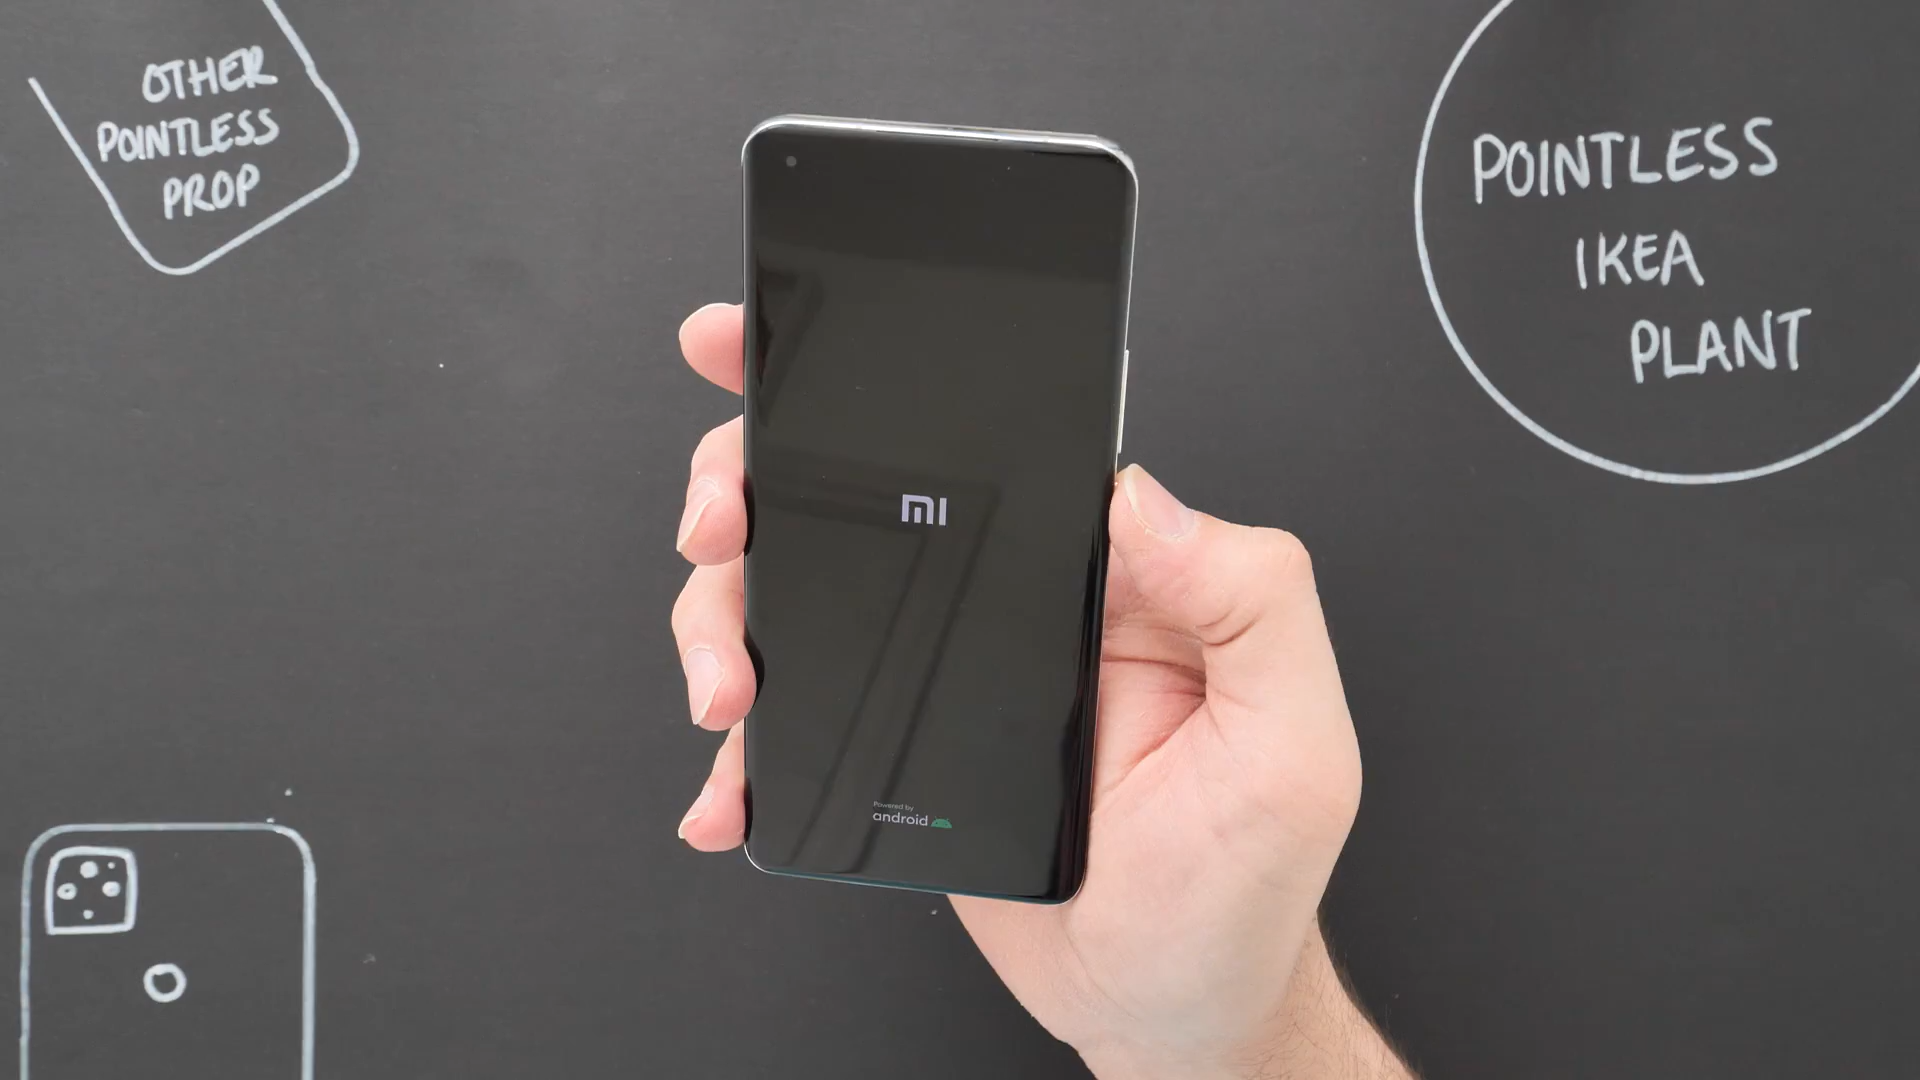 OTHER
POINTLESS
PROP
POINTLESS
IKEA
PLANT
MI
Powered by
android